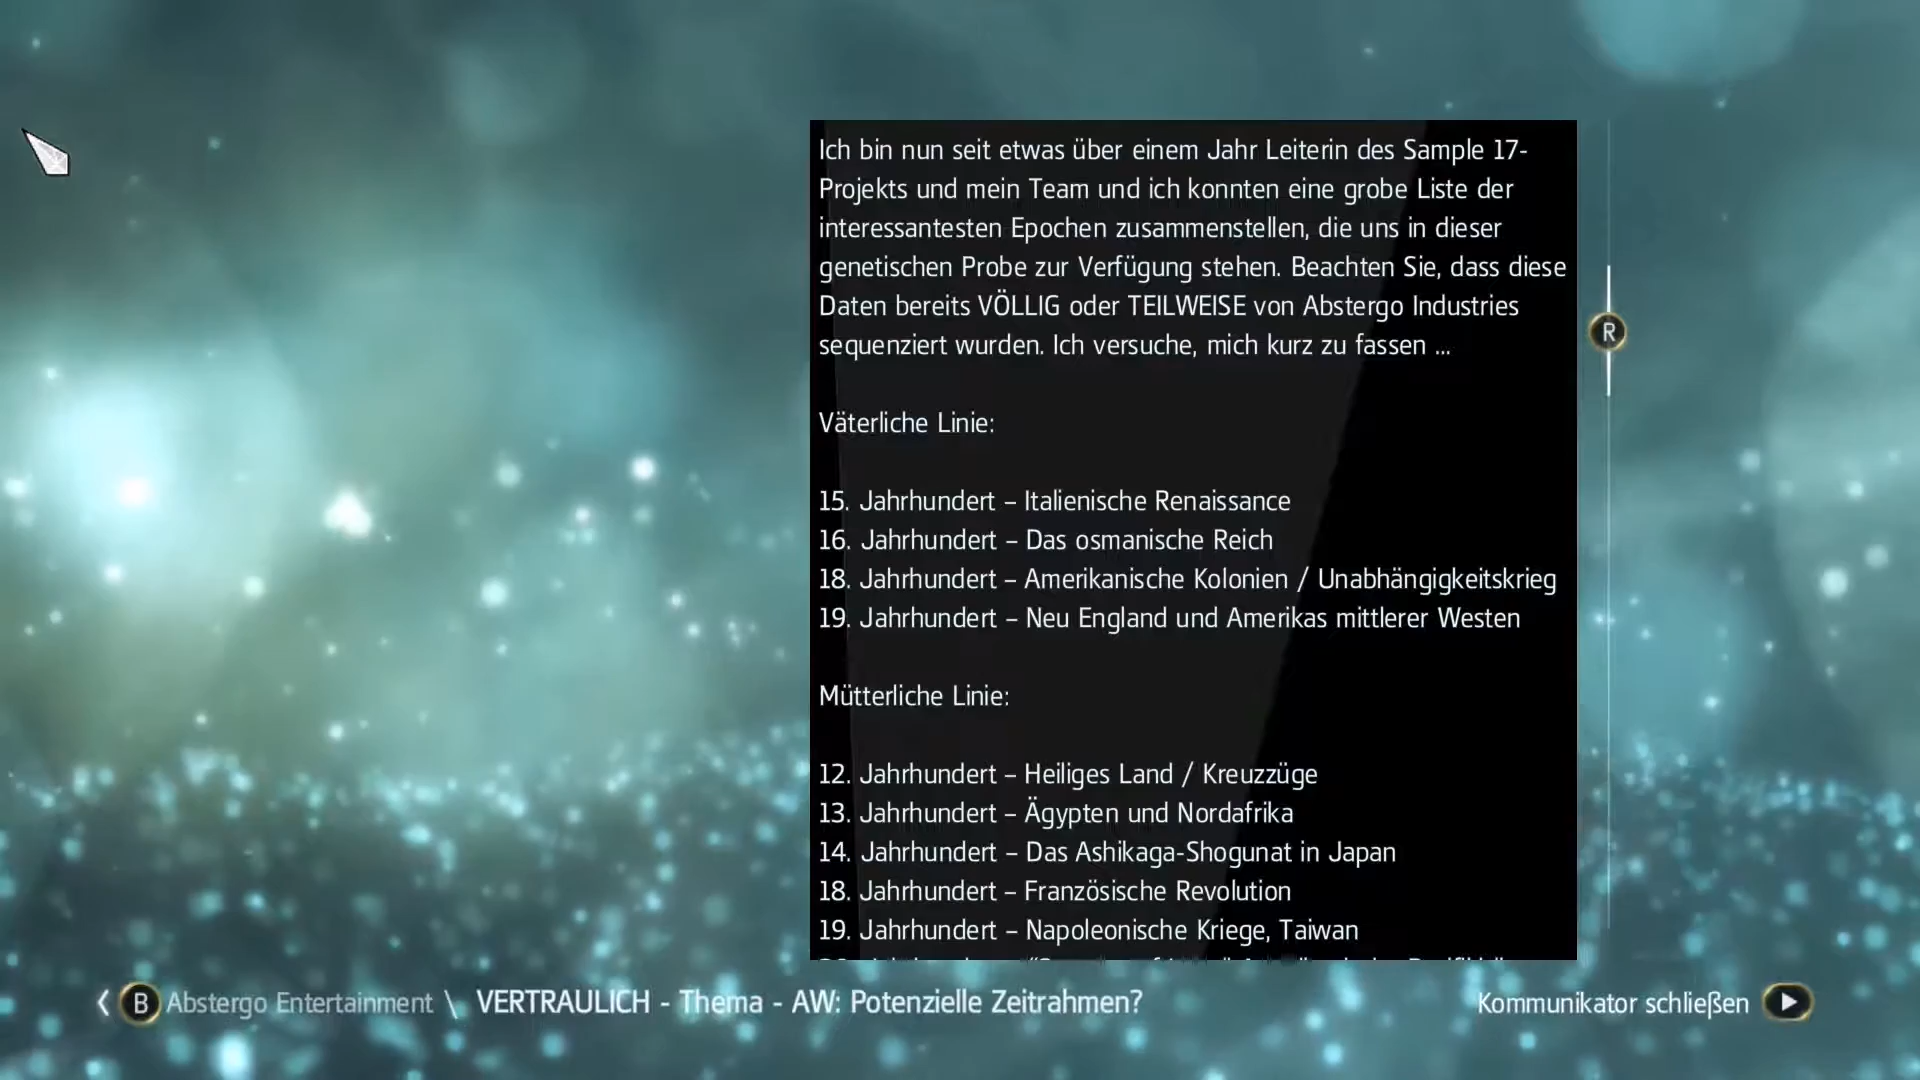 Ich bin nun seit etwas über einem Jahr Leiterin des Sample 17-
Projekts und mein Team und ich konnten eine grobe Liste der
interessantesten Epochen zusammenstellen, die uns in dieser
genetischen Probe zur Verfügung stehen. Beachten Sie, dass diese
Daten bereits VÖLLIG oder TEILWEISE von Abstergo Industries
sequenziert wurden. Ich versuche, mich kurz zu fassen ...
Väterliche Linie:
15. Jahrhundert – Italienische Renaissance
16. Jahrhundert – Das osmanische Reich
18. Jahrhundert – Amerikanische Kolonien / Unabhängigkeitskrieg
19. Jahrhundert – Neu England und Amerikas mittlerer Westen
Mütterliche Linie:
12. Jahrhundert – Heiliges Land / Kreuzzüge
13. Jahrhundert – Ägypten und Nordafrika
14. Jahrhundert – Das Ashikaga-Shogunat in Japan
18. Jahrhundert – Französische Revolution
19. Jahrhundert – Napoleonische Kriege, Taiwan
R
B Abstergo Entertainment \ VERTRAULICH - Thema - AW: Potenzielle Zeitrahmen?
Kommunikator schließen